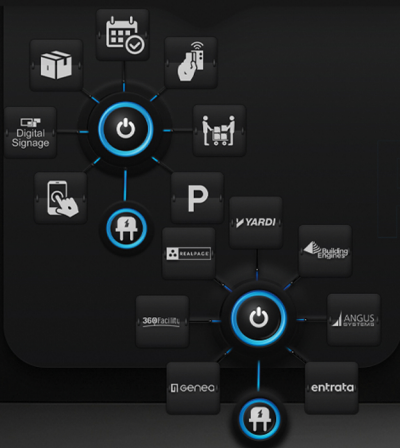 Digital
Signage
P
YARDI
REALPAGE
Building
Engines
360Facility
ANGUS
SYSTEMS
genea
entrata